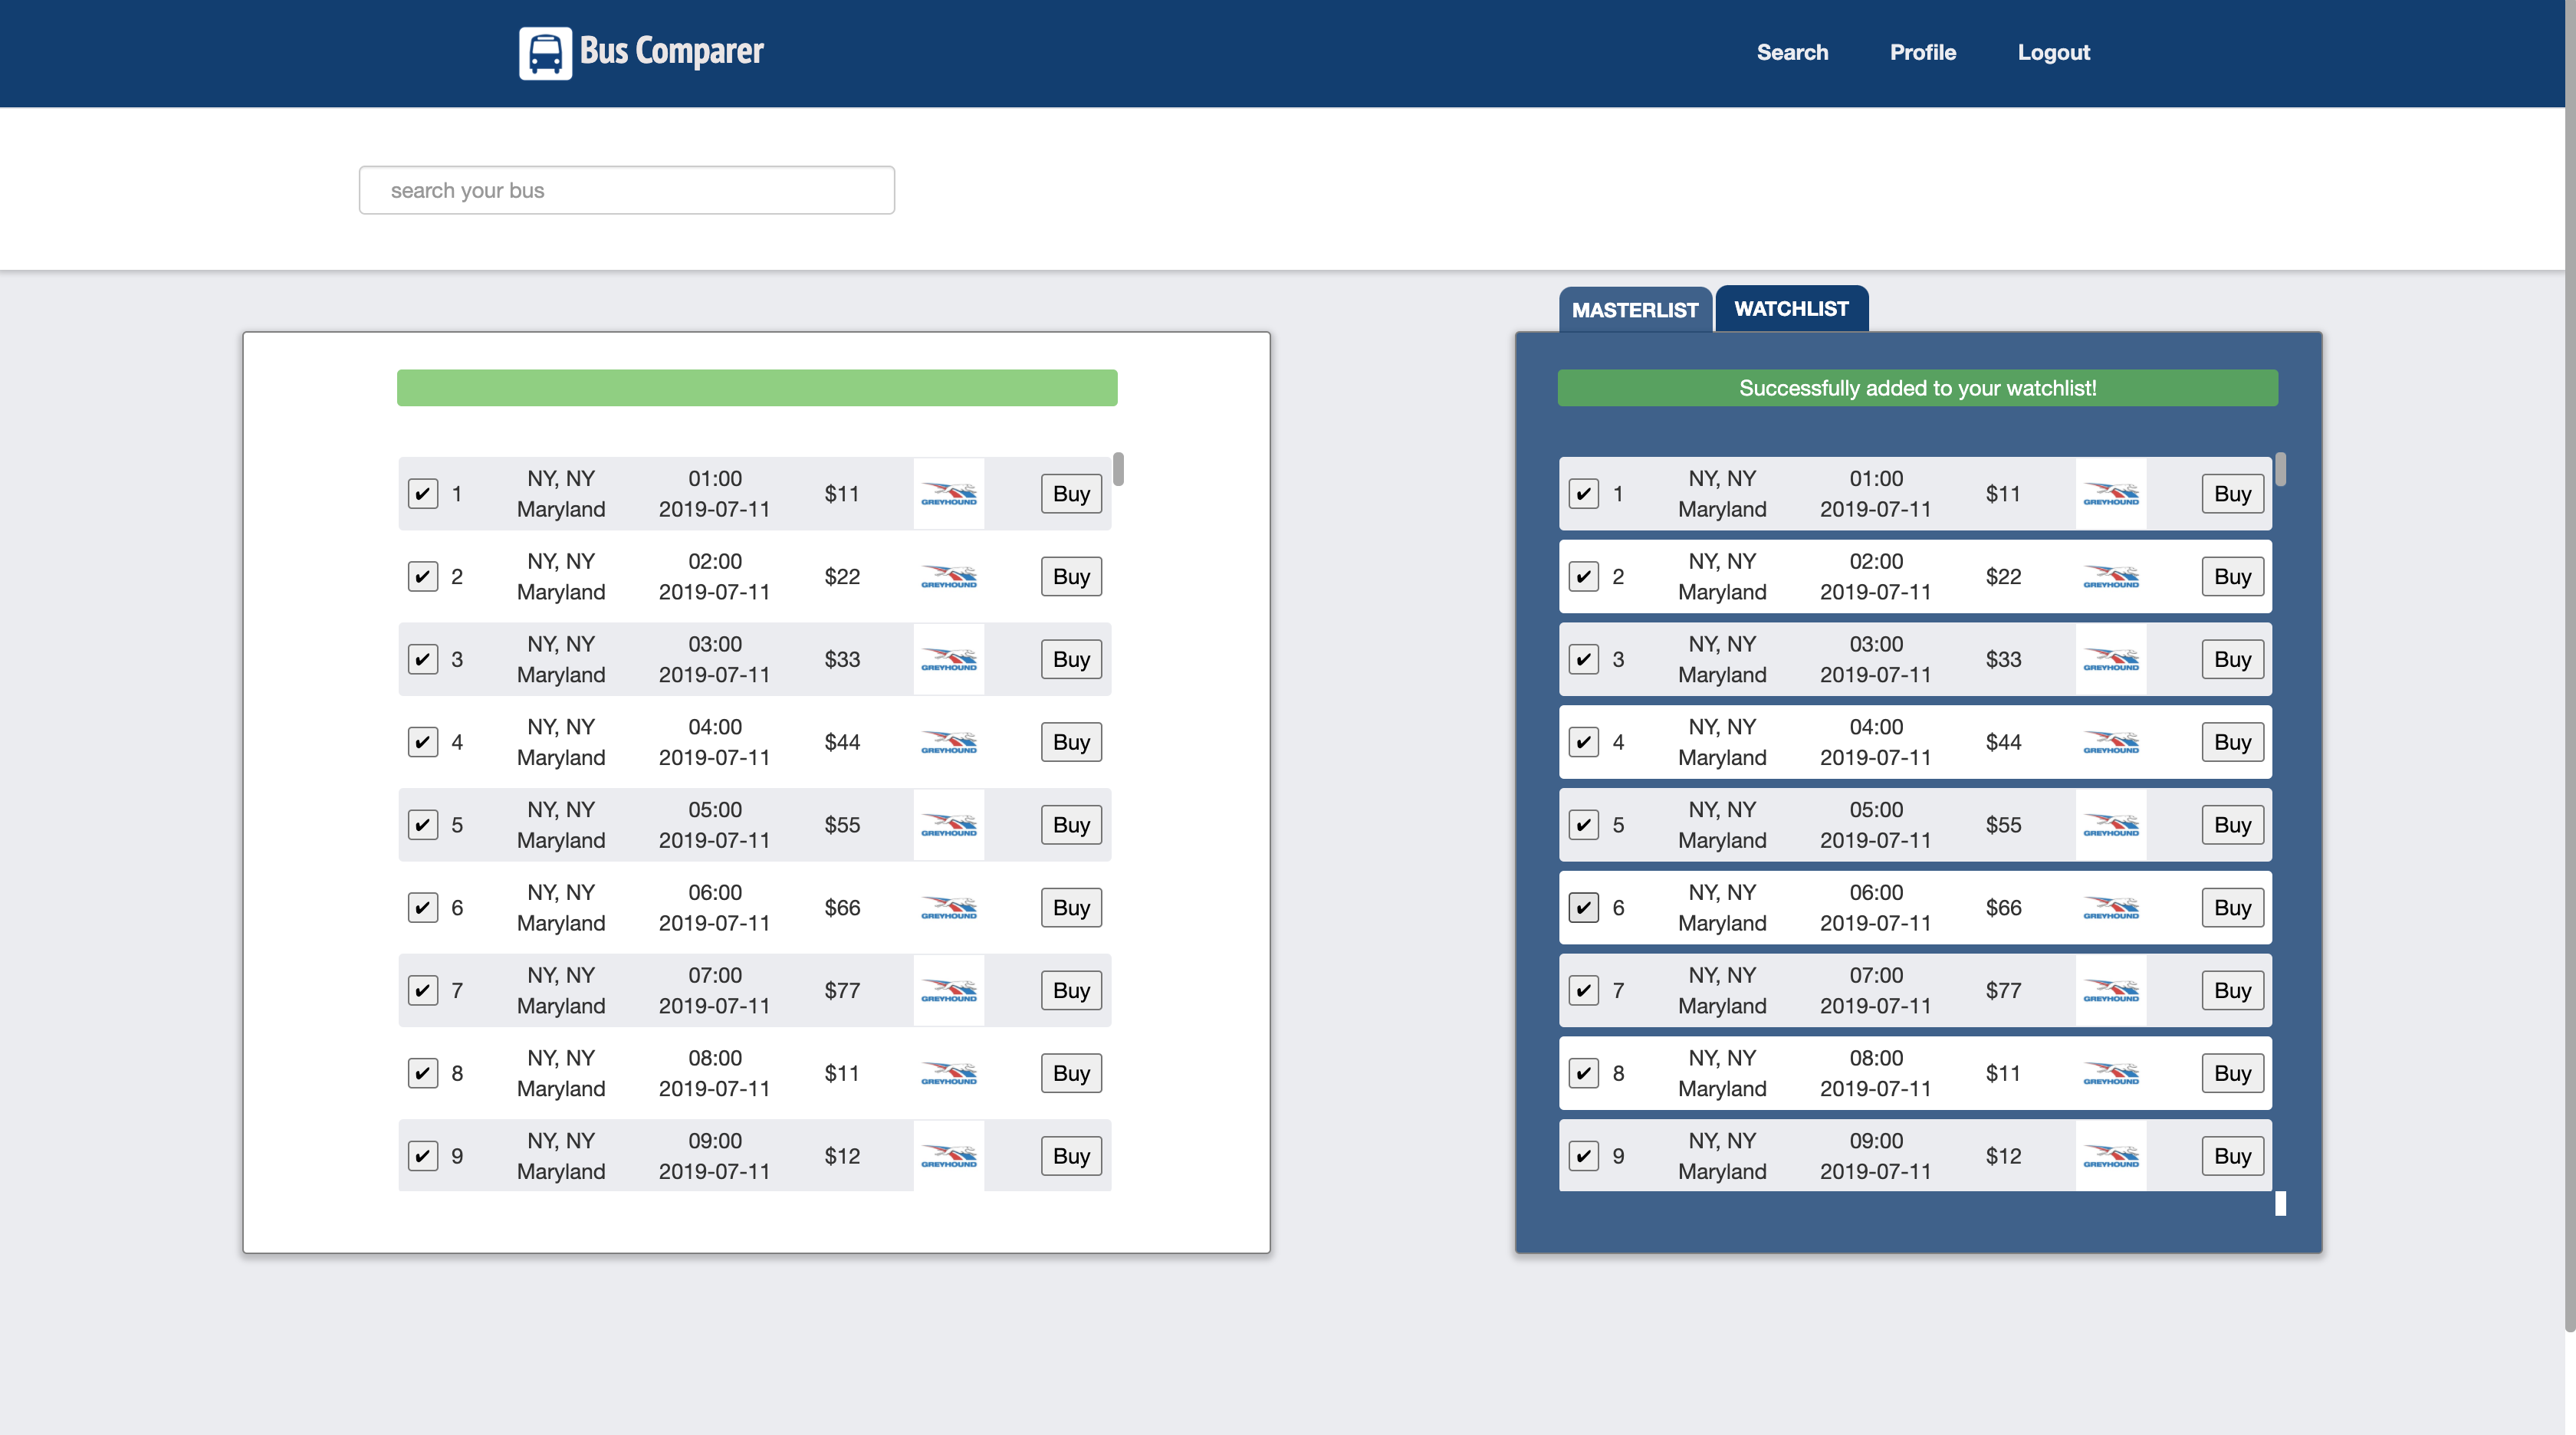 Bus Comparer
Search Profile Logout
search your bus
MASTERLIST WATCHLIST
Successfully added to your watchlist!
✔ 1 NY, NY Maryland 01:00 2019-07-11 $11 GREYHOUND Buy
✔ 2 NY, NY Maryland 02:00 2019-07-11 $22 GREYHOUND Buy
✔ 3 NY, NY Maryland 03:00 2019-07-11 $33 GREYHOUND Buy
✔ 4 NY, NY Maryland 04:00 2019-07-11 $44 GREYHOUND Buy
✔ 5 NY, NY Maryland 05:00 2019-07-11 $55 GREYHOUND Buy
✔ 6 NY, NY Maryland 06:00 2019-07-11 $66 GREYHOUND Buy
✔ 7 NY, NY Maryland 07:00 2019-07-11 $77 GREYHOUND Buy
✔ 8 NY, NY Maryland 08:00 2019-07-11 $11 GREYHOUND Buy
✔ 9 NY, NY Maryland 09:00 2019-07-11 $12 GREYHOUND Buy
✔ 1 NY, NY Maryland 01:00 2019-07-11 $11 GREYHOUND Buy
✔ 2 NY, NY Maryland 02:00 2019-07-11 $22 GREYHOUND Buy
✔ 3 NY, NY Maryland 03:00 2019-07-11 $33 GREYHOUND Buy
✔ 4 NY, NY Maryland 04:00 2019-07-11 $44 GREYHOUND Buy
✔ 5 NY, NY Maryland 05:00 2019-07-11 $55 GREYHOUND Buy
✔ 6 NY, NY Maryland 06:00 2019-07-11 $66 GREYHOUND Buy
✔ 7 NY, NY Maryland 07:00 2019-07-11 $77 GREYHOUND Buy
✔ 8 NY, NY Maryland 08:00 2019-07-11 $11 GREYHOUND Buy
✔ 9 NY, NY Maryland 09:00 2019-07-11 $12 GREYHOUND Buy